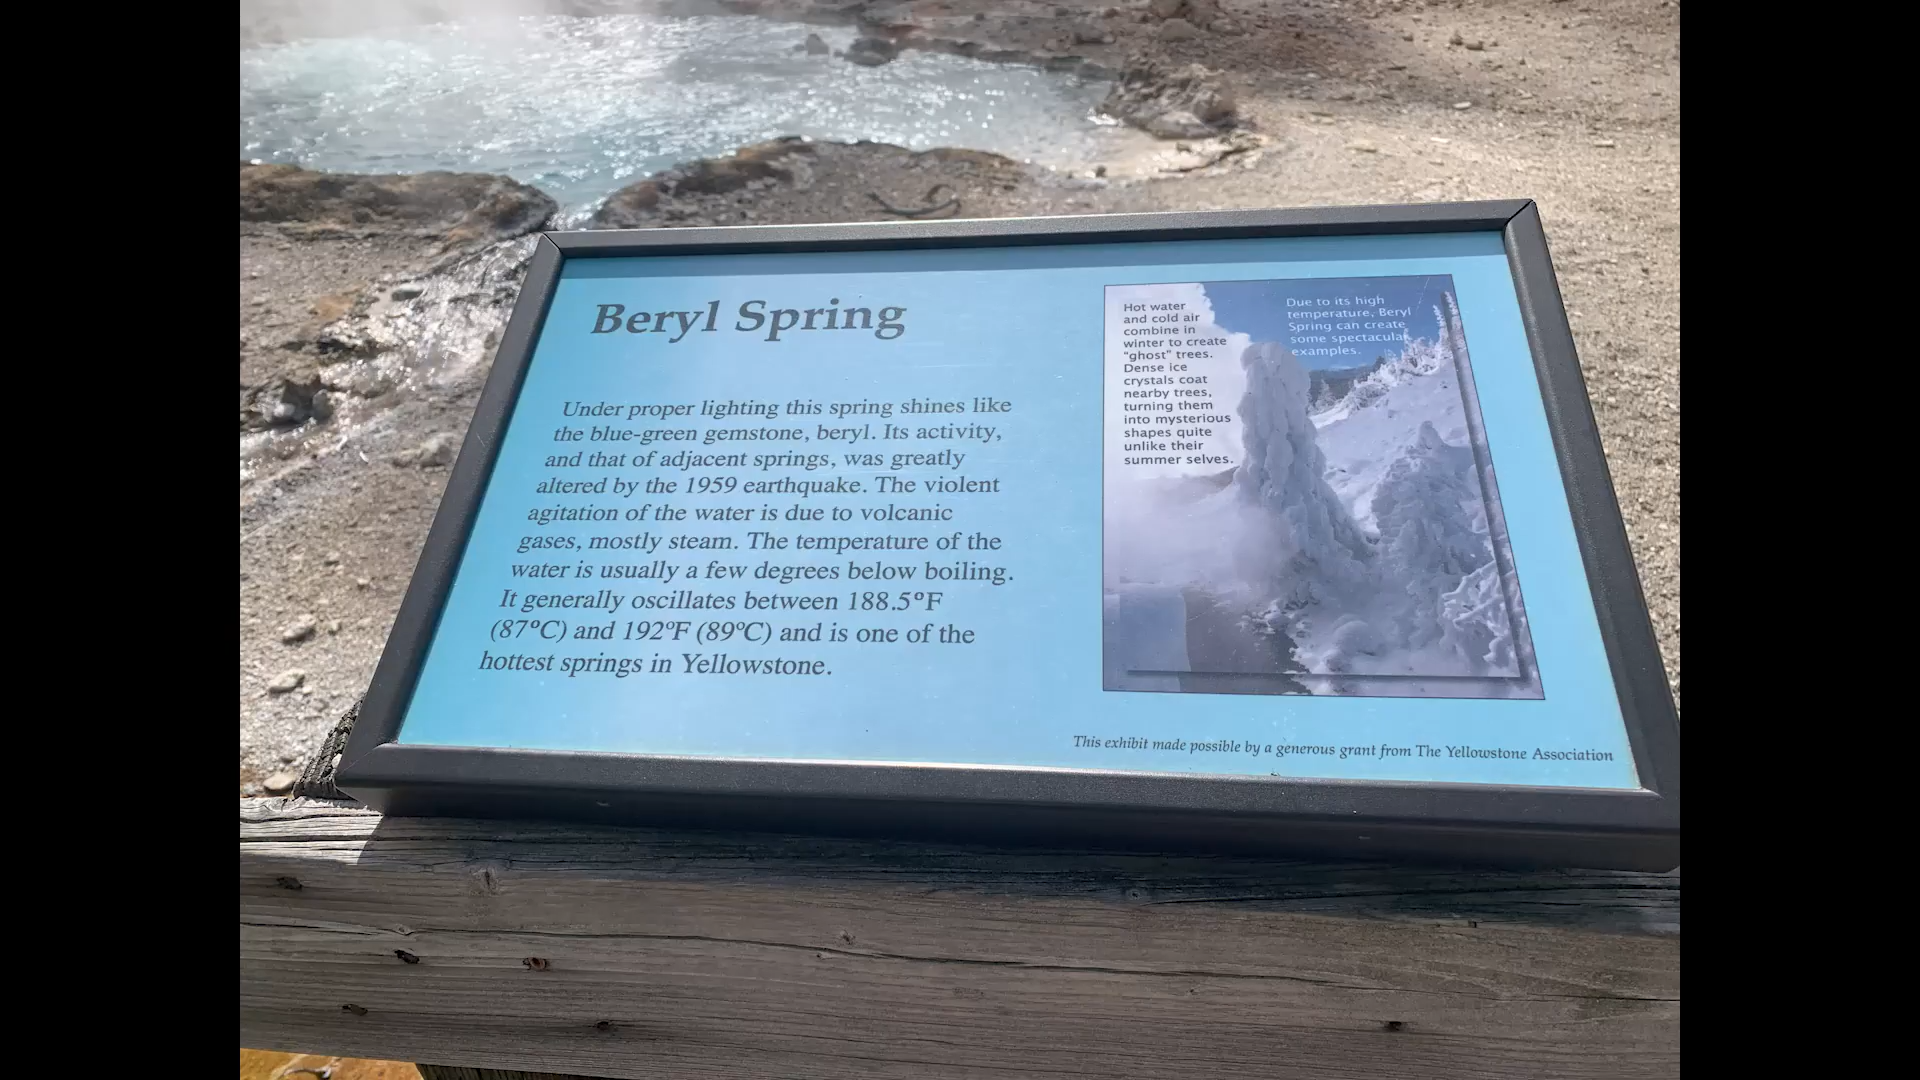 Beryl Spring
Under proper lighting this spring shines like
the blue-green gemstone, beryl. Its activity,
and that of adjacent springs, was greatly
altered by the 1959 earthquake. The violent
agitation of the water is due to volcanic
gases, mostly steam. The temperature of the
water is usually a few degrees below boiling.
It generally oscillates between 188.5ºF
(87ºC) and 192ºF (89ºC) and is one of the
hottest springs in Yellowstone.
Hot water
and cold air
combine in
winter to create
"ghost" trees.
Dense ice
crystals coat
nearby trees,
turning them
into mysterious
shapes quite
unlike their
summer selves.
Due to its high
temperature, Beryl
Spring can create
some spectacular
examples.
This exhibit made possible by a generous grant from The Yellowstone Association